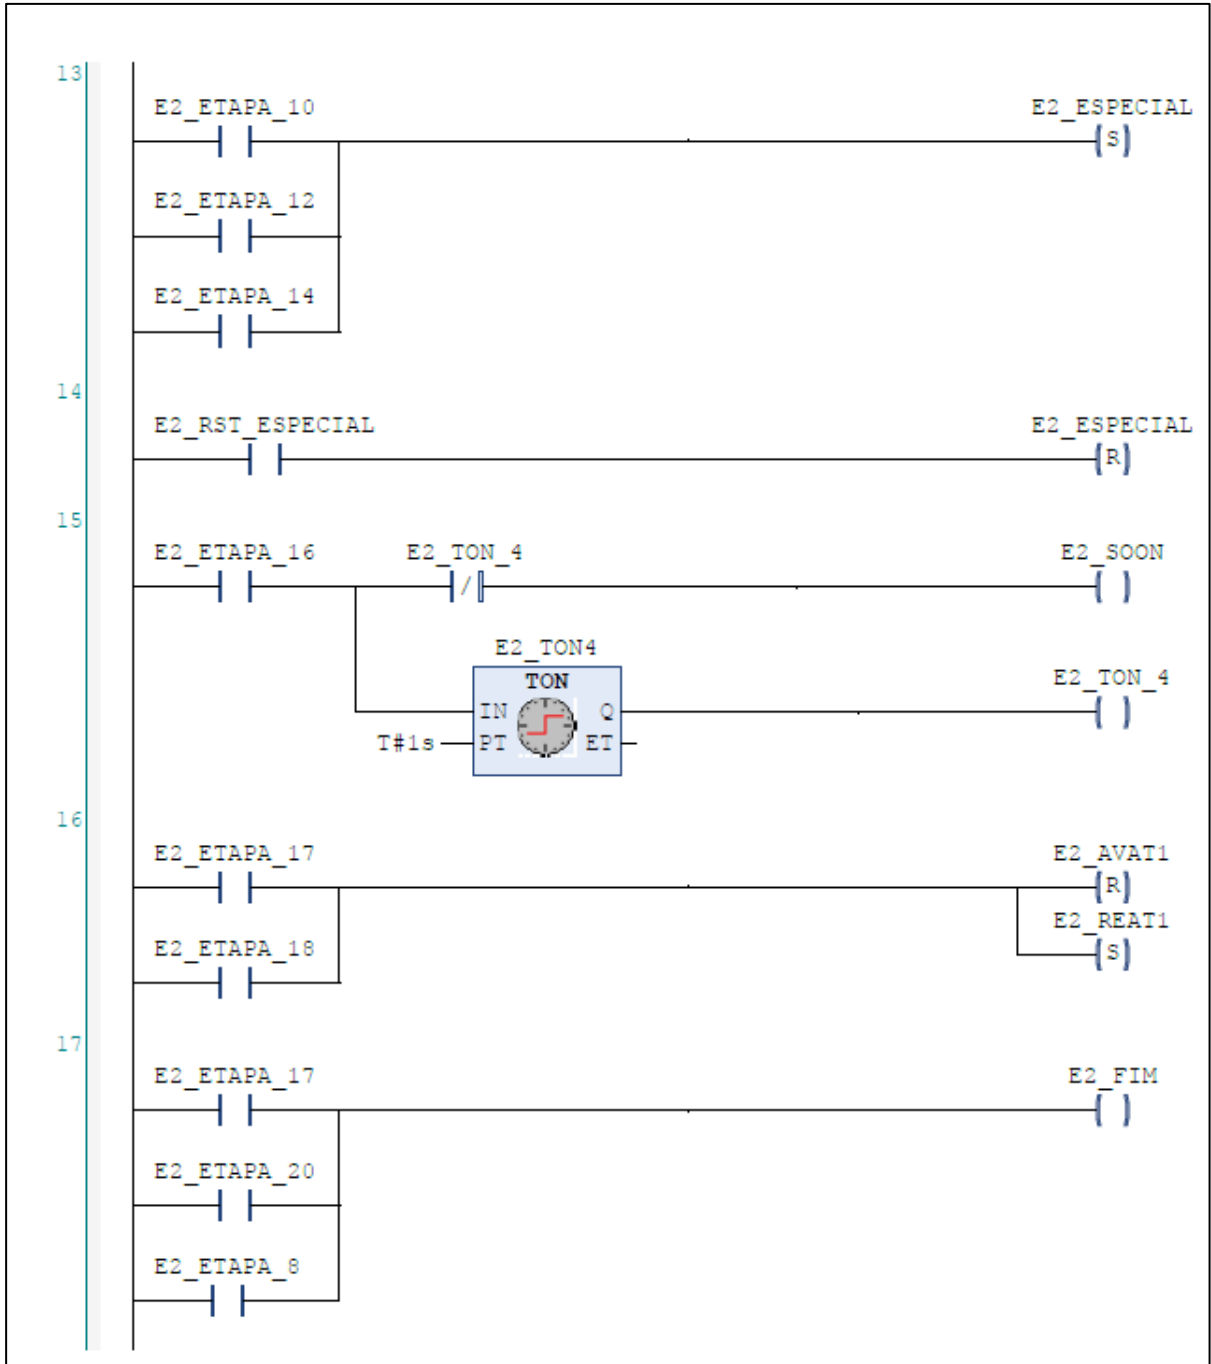 13
E2_ETAPA_10 E2_ESPECIAL
S
E2_ETAPA_12
E2_ETAPA_14
14
E2_RST_ESPECIAL E2_ESPECIAL
R
15
E2_ETAPA_16 E2_TON_4 E2_SOON
/
E2_TON4
TON E2_TON_4
IN Q
T#1s PT ET
16
E2_ETAPA_17 E2_AVAT1
R
E2_REAT1
E2_ETAPA_18 S
17
E2_ETAPA_17 E2_FIM
E2_ETAPA_20
E2_ETAPA_8